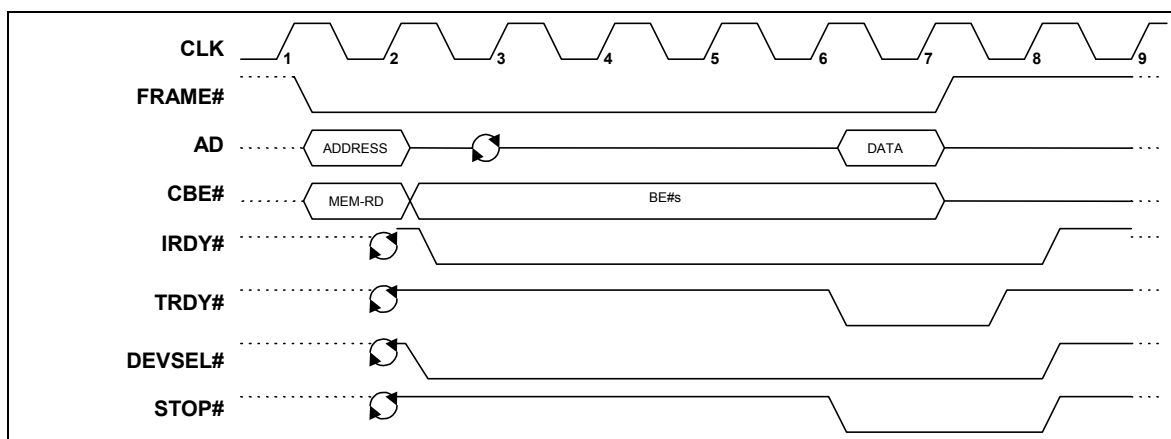 CLK
1 2 3 4 5 6 7 8 9
FRAME#
AD
ADDRESS DATA
CBE#
MEM-RD BE#s
IRDY#
TRDY#
DEVSEL#
STOP#